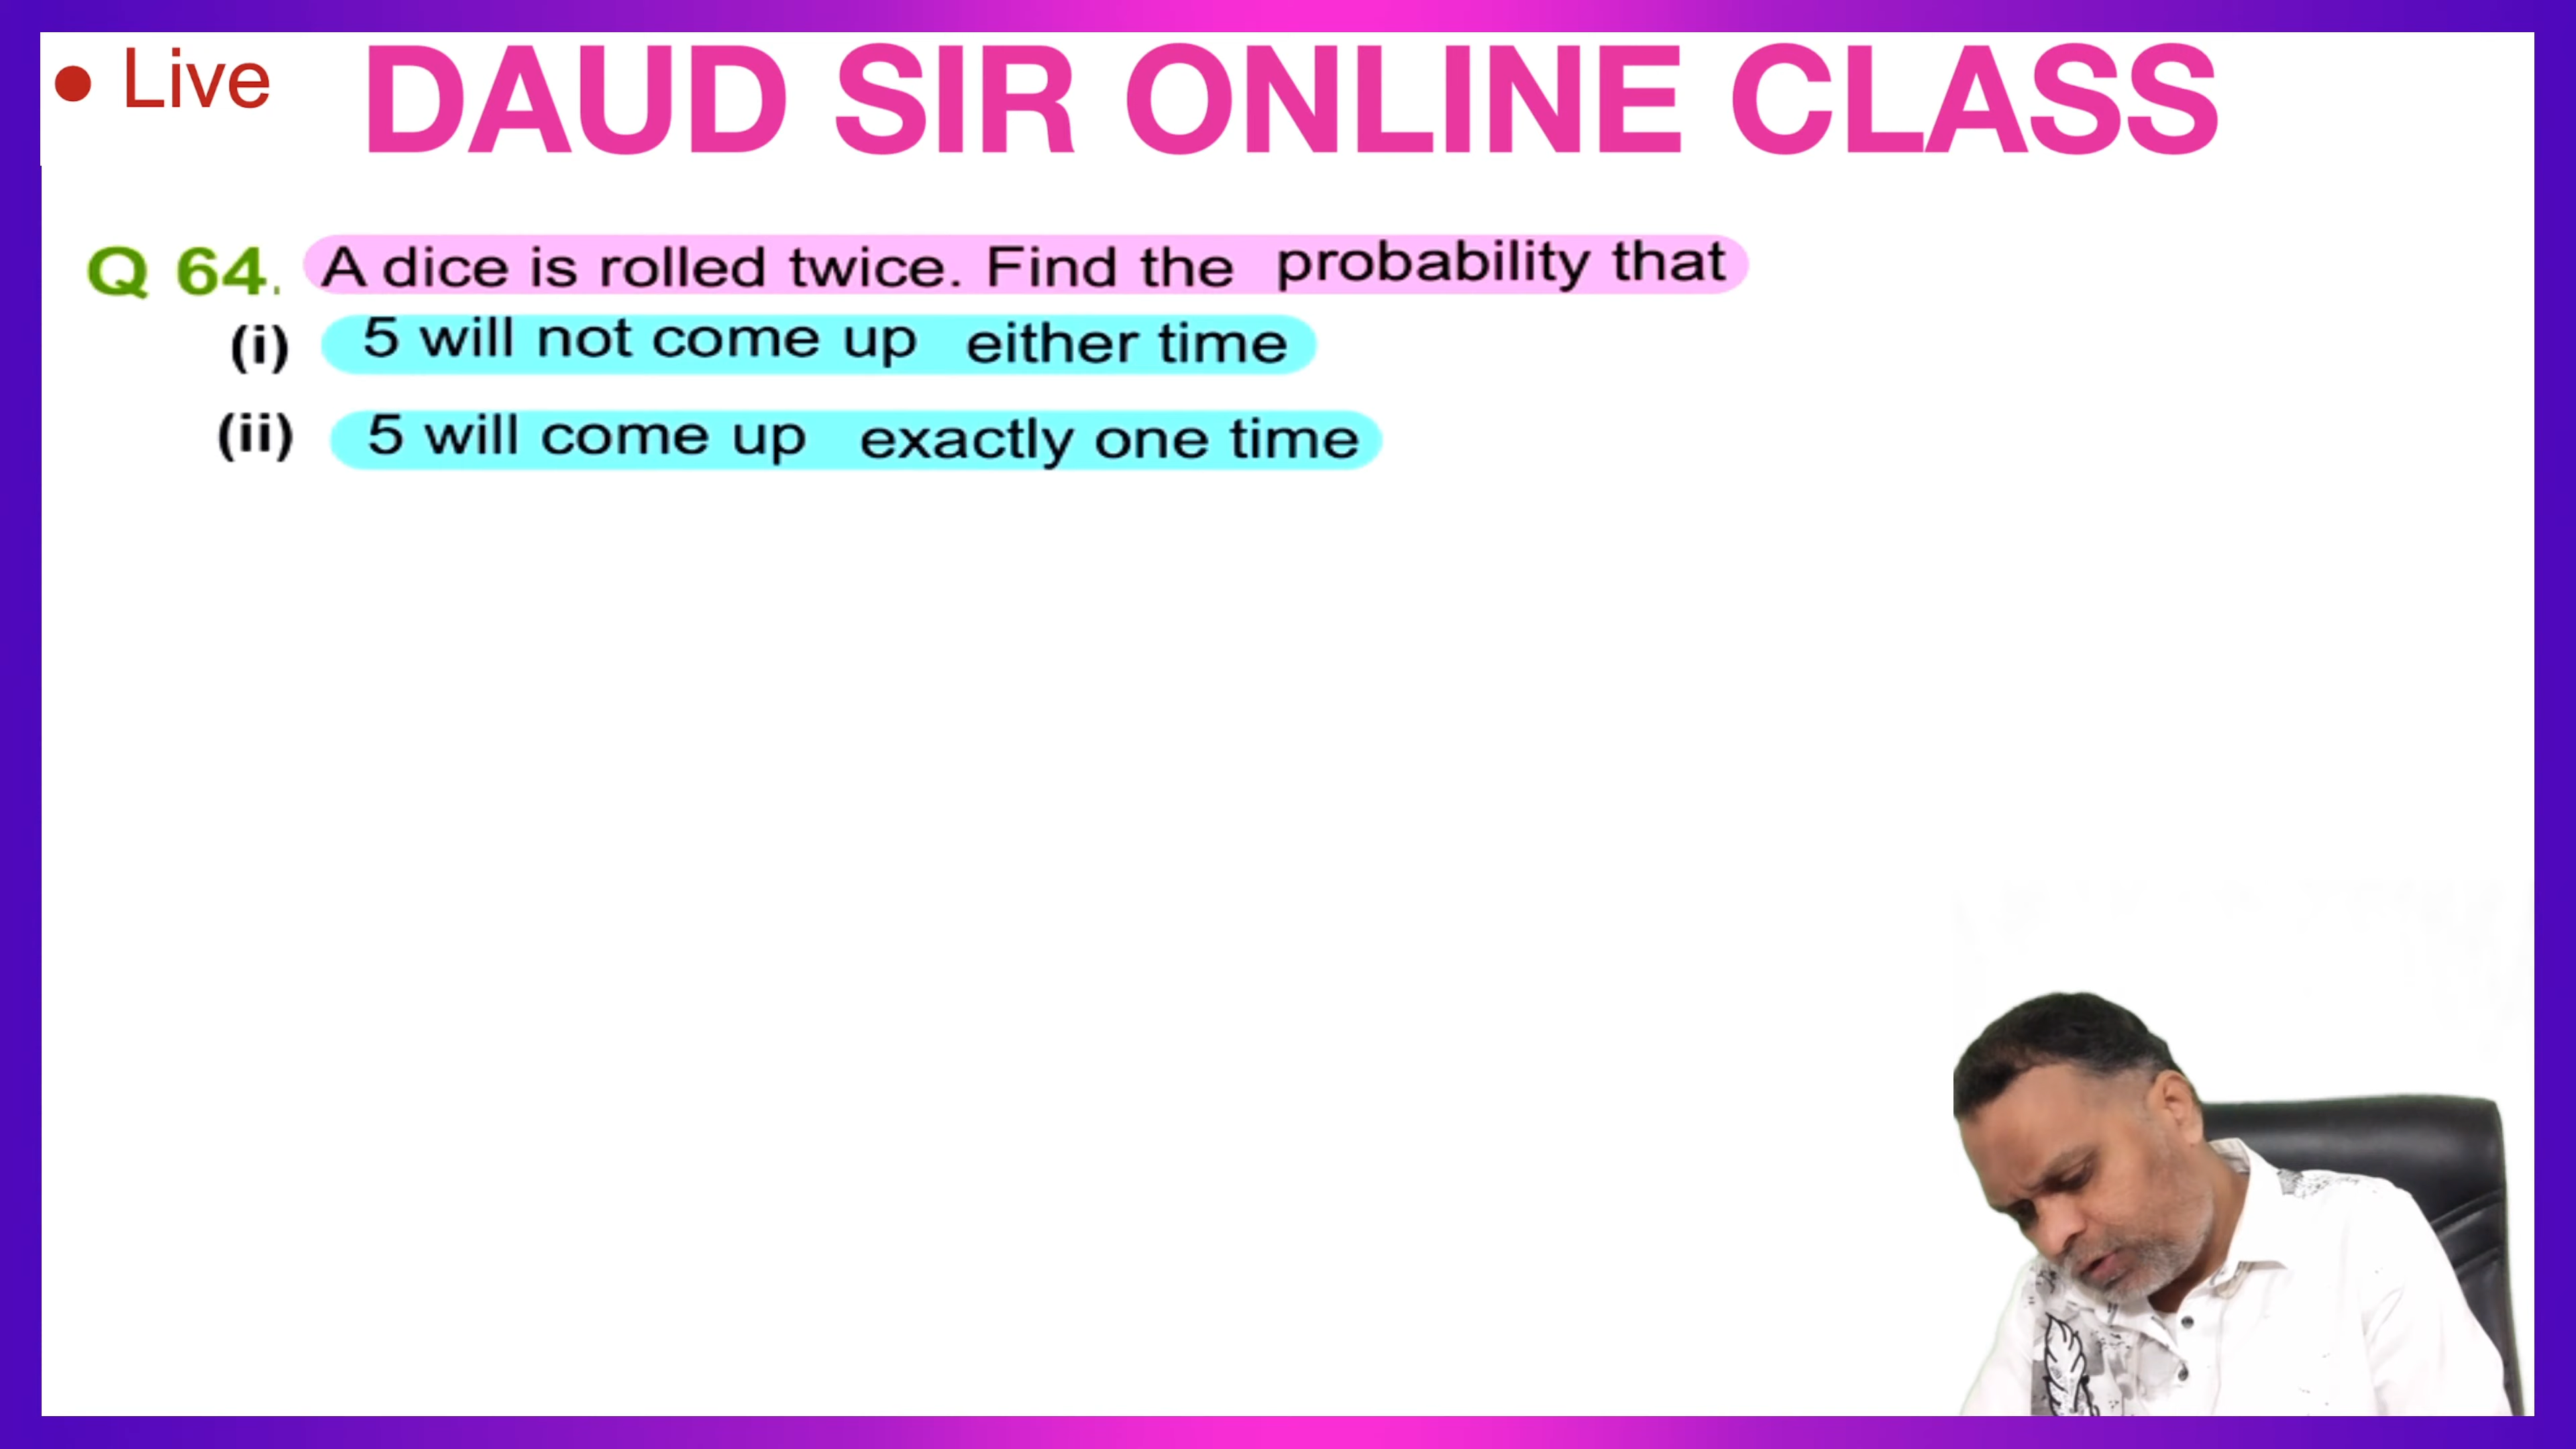 • Live
DAUD SIR ONLINE CLASS
Q 64. A dice is rolled twice. Find the probability that
(i) 5 will not come up either time
(ii) 5 will come up exactly one time